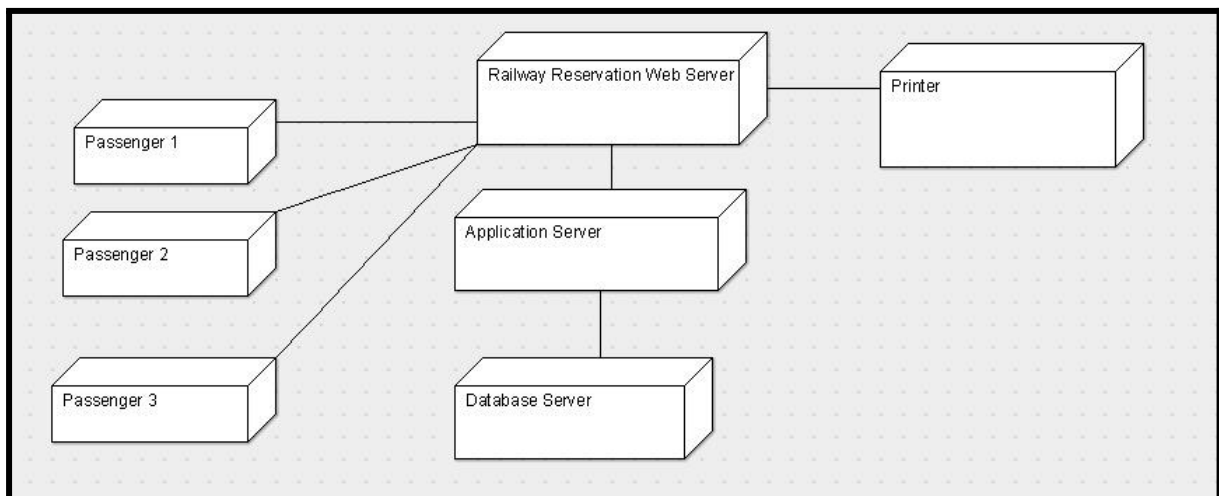 Railway Reservation Web Server
Printer
Passenger 1
Passenger 2
Application Server
Passenger 3
Database Server